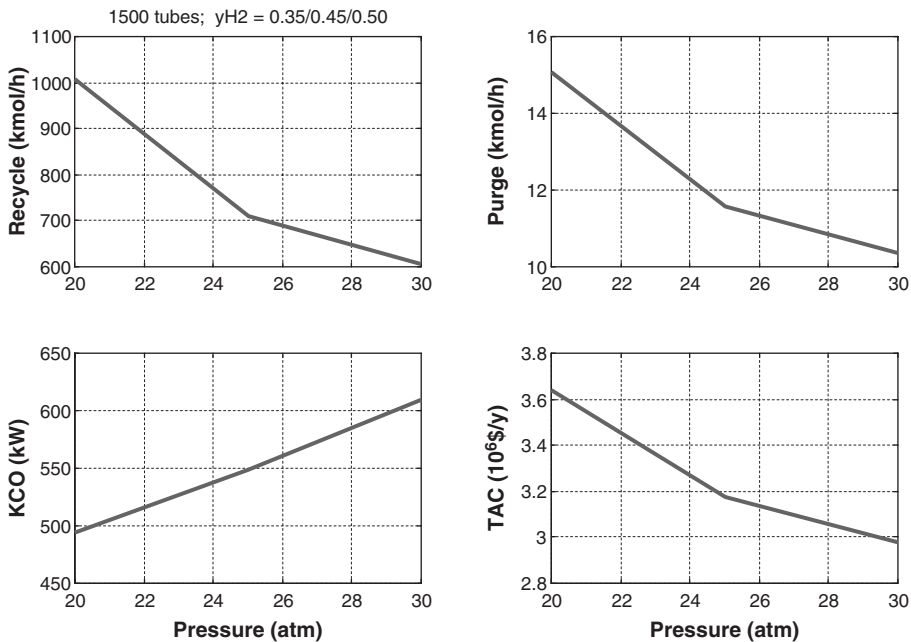 1500 tubes; yH2 = 0.35/0.45/0.50
1100
1000
900
800
700
600
Recycle (kmol/h)
20 22 24 26 28 30
16
14
12
10
Purge (kmol/h)
20 22 24 26 28 30
650
600
550
500
450
KCO (kW)
20 22 24 26 28 30
Pressure (atm)
3.8
3.6
3.4
3.2
3
2.8
TAC (10⁶$/y)
20 22 24 26 28 30
Pressure (atm)